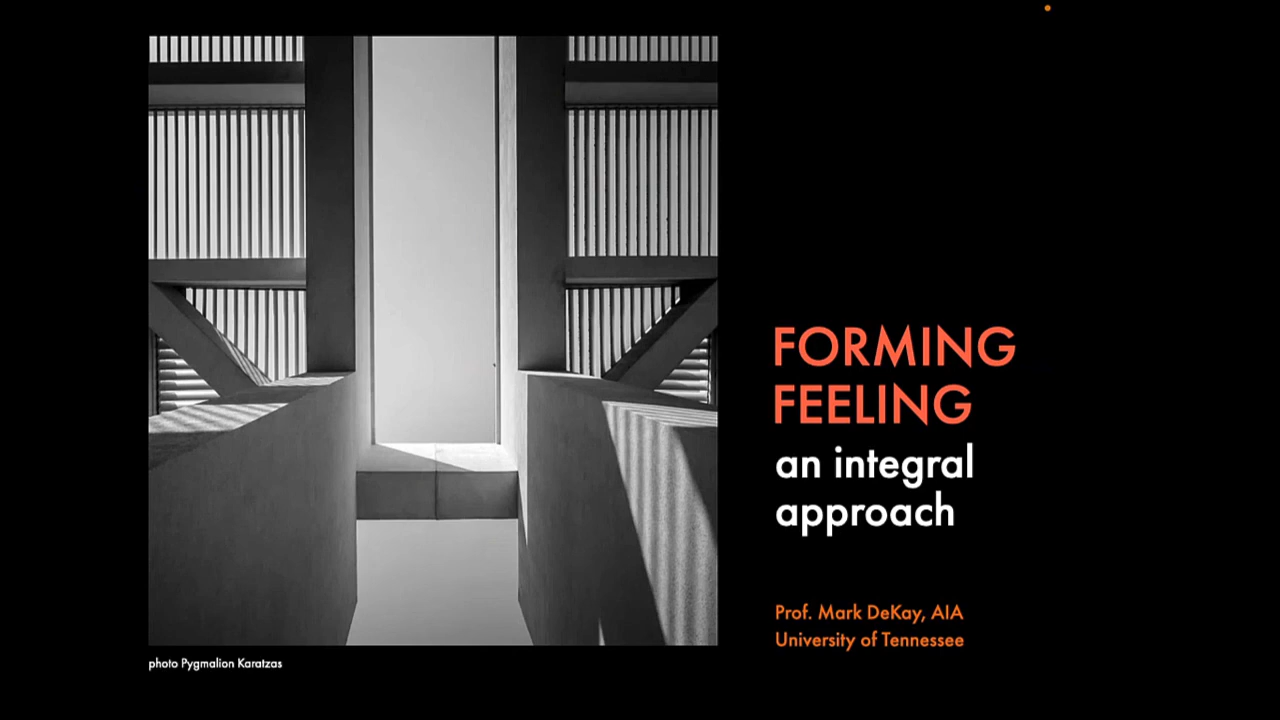 FORMING
FEELING
an integral
approach
Prof. Mark DeKay, AIA
University of Tennessee
photo Pygmalion Karatzas